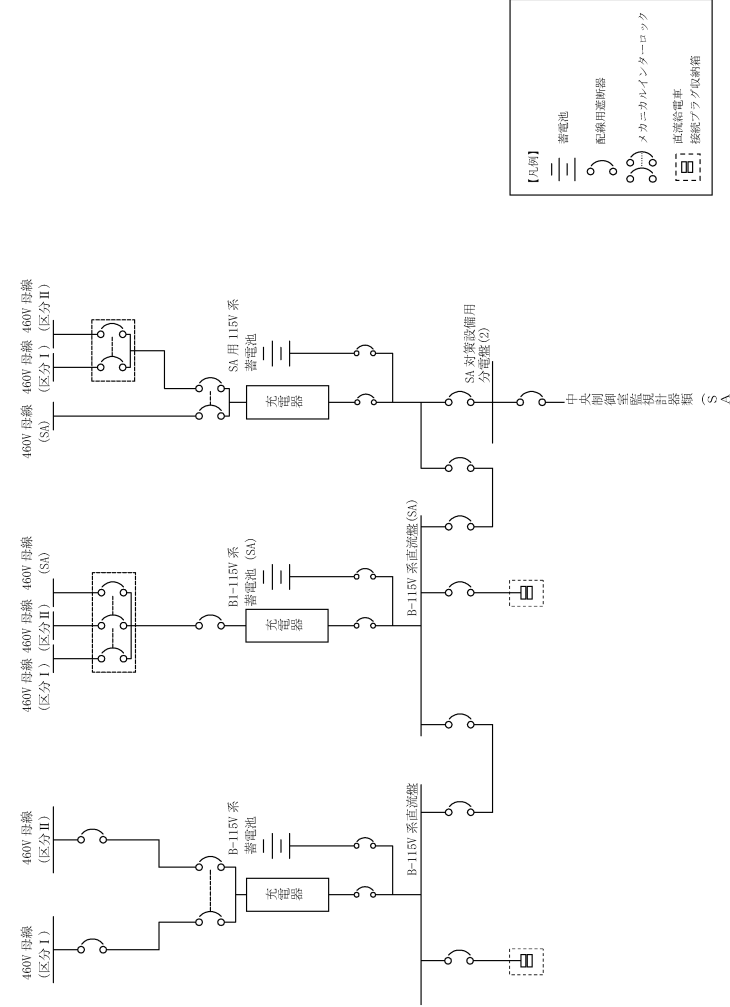 【凡例】
蓄電池
配線用遮断器
メカニカルインターロック
直流給電車
接続プラグ収納箱
460V 母線
(区分Ⅰ)
460V 母線
(区分Ⅱ)
B-115V 系
蓄電池
充電器
B-115V 系直流盤
460V 母線
(区分Ⅰ)
460V 母線
(区分Ⅱ)
460V 母線
(SA)
B1-115V 系
蓄電池 (SA)
充電器
B-115V 系直流盤(SA)
460V 母線
(SA)
460V 母線
(区分Ⅰ)
460V 母線
(区分Ⅱ)
SA 用 115V 系
蓄電池
充電器
SA 対策設備用
分電盤(2)
中央制御室監視計器類(SA